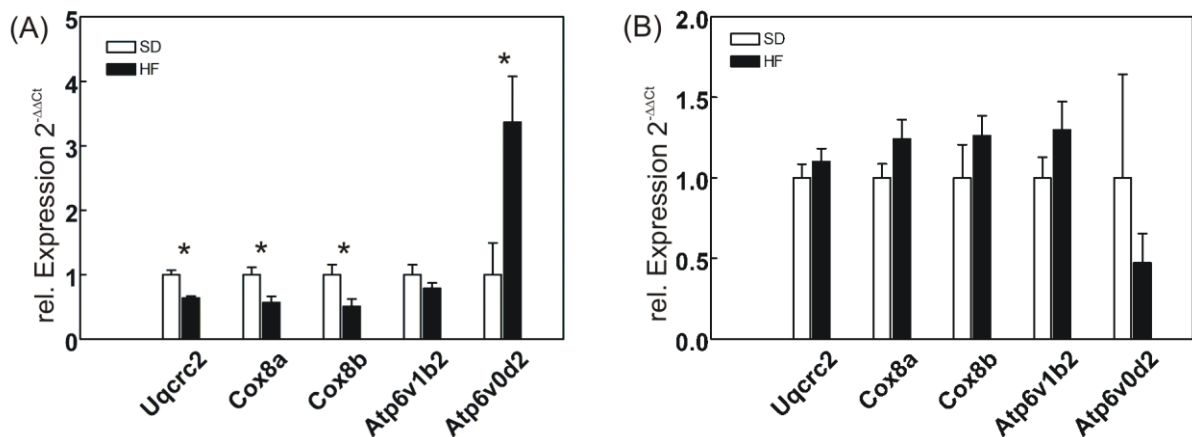 (A)
rel. Expression 2-ΔΔCt
5
4
3
2
1
0
SD
HF
*
*
*
*
Uqcrc2
Cox8a
Cox8b
Atp6v1b2
Atp6v0d2
(B)
rel. Expression 2-ΔΔCt
2.0
1.5
1.0
0.5
0.0
SD
HF
Uqcrc2
Cox8a
Cox8b
Atp6v1b2
Atp6v0d2